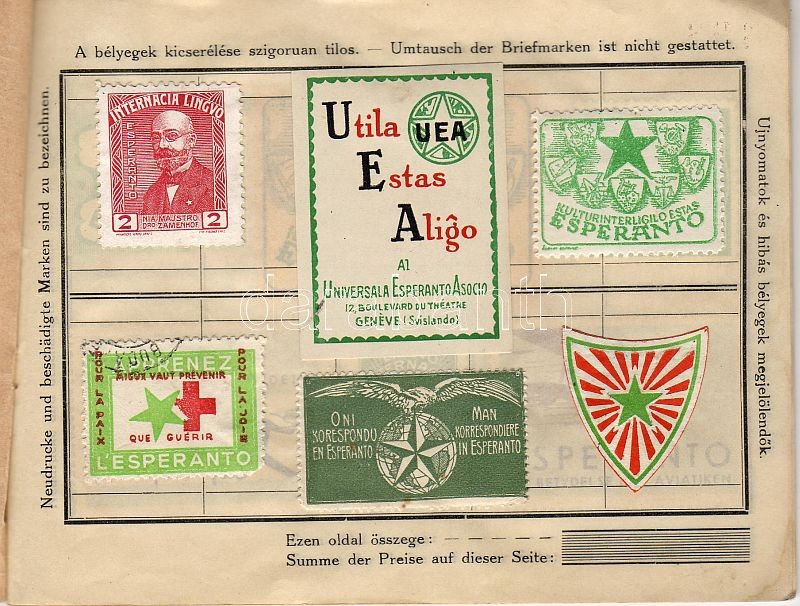 A bélyegek kicserélése szigoruan tilos. — Umtausch der Briefmarken ist nicht gestattet.
Neudrucke und beschädigte Marken sind zu bezeichnen.
INTERNACIA LINGVO
ESPERANTO
2
2
NIA MAJSTRO
DRO ZAMENHOF
Utila
UEA
Estas
Aliĝo
Al
UNIVERSALA ESPERANTO ASOCIO
12, BOULEVARD DU THÉATRE
GENÈVE (Svislando)
KULTURINTERLIGILO ESTAS
ESPERANTO
Ujnyomatok és hibás bélyegek megjelölendők.
MIEUX VAUT PRÉVENIR
POUR LA PAIX
POUR LA JOIE
QUE GUÉRIR
L'ESPERANTO
ONI
KORESPONDU
EN ESPERANTO
MAN
KORRESPONDIERE
IN ESPERANTO
SPERANTO
BETYDELSE
AVIATIKEN
Ezen oldal összege:
Summe der Preise auf dieser Seite: